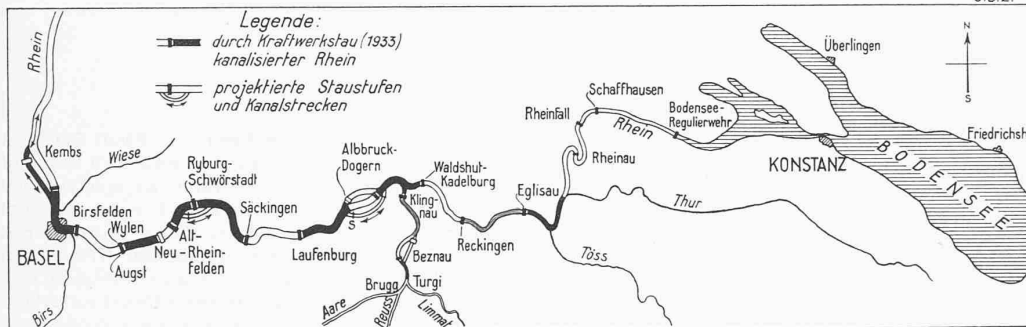 Legende:
durch Kraftwerkstau (1933)
kanalisierter Rhein
projektierte Staustufen
und Kanalstrecken
Rhein
Kembs
Wiese
Birsfelden
Wylen
BASEL
Birs
Augst
Neu-
Alt-
Rhein-
felden
Ryburg-
Schwörstadt
Säckingen
Laufenburg
Albbruck-
Dogern
S
Waldshut-
Kadelburg
Kling-
nau
Beznau
Brugg
Turgi
Aare
Reuss
Limmat
Reckingen
Eglisau
Töss
Thur
Rheinau
Rheinfall
Schaffhausen
Rhein
Bodensee-
Regulierwehr
KONSTANZ
Überlingen
Friedrichsh
BODENSEE
N
S